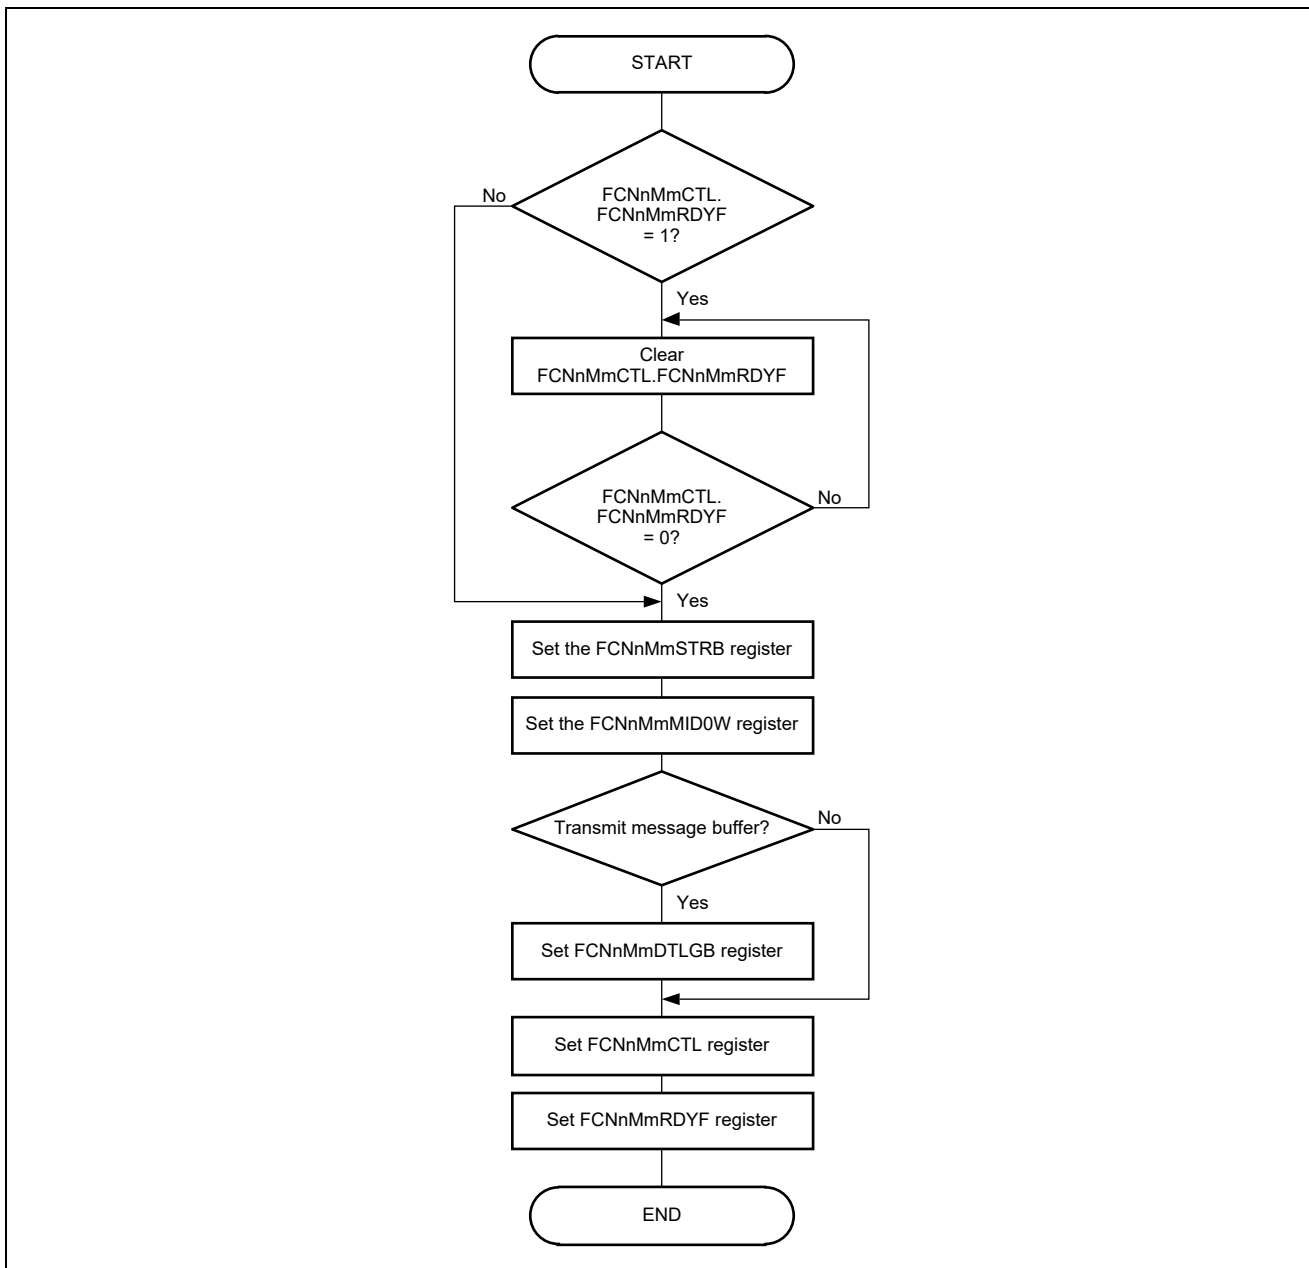 START
FCNnMmCTL.
FCNnMmRDYF
= 1?
No
Yes
Clear
FCNnMmCTL.FCNnMmRDYF
FCNnMmCTL.
FCNnMmRDYF
= 0?
No
Yes
Set the FCNnMmSTRB register
Set the FCNnMmMID0W register
Transmit message buffer?
No
Yes
Set FCNnMmDTLGB register
Set FCNnMmCTL register
Set FCNnMmRDYF register
END